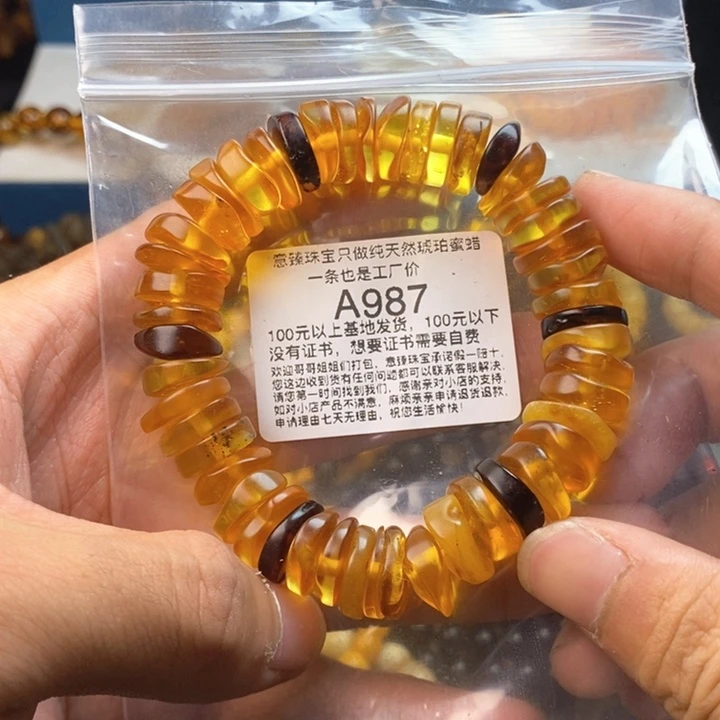 意臻珠宝只做纯天然琥珀蜜蜡
一条也是工厂价
A987
100元以上基地发货，100元以下
没有证书，想要证书需要自费
欢迎哥哥姐姐们打包，意臻珠宝承诺假一赔十，
您这边收到货有任何问题都可以联系客服解决，
请您第一时间找到我们，感谢亲对小店的支持，
如对小店产品不满意，麻烦亲亲申请退货退款，
申请理由七天无理由，祝您生活愉快！